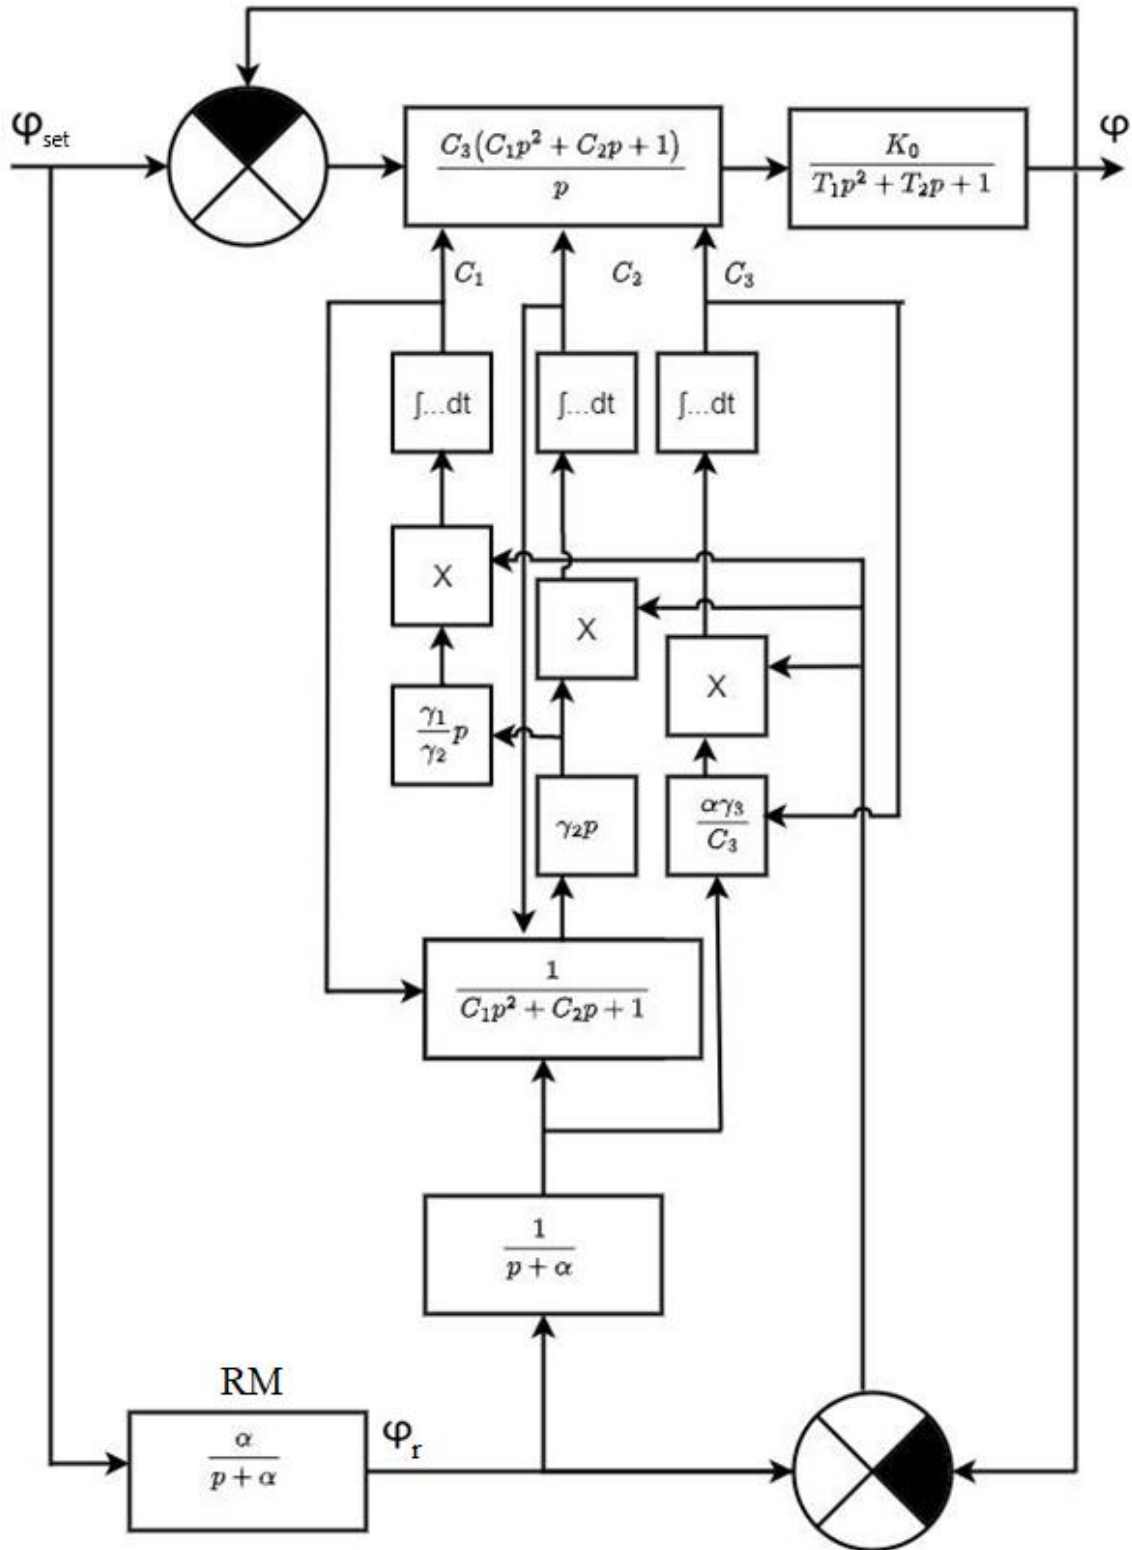 φset
C₃(C₁p² + C₂p + 1)
p
K₀
T₁p² + T₂p + 1
φ
C₁
C₂
C₃
∫...dt
∫...dt
∫...dt
X
X
X
γ₁
γ₂
p
γ₂p
αγ₃
C₃
1
C₁p² + C₂p + 1
1
p + α
RM
α
p + α
φr